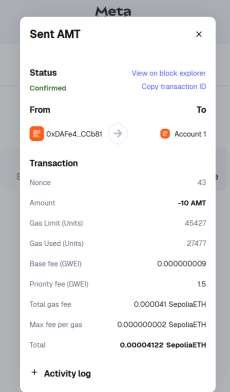 Meta
Sent AMT
Status
View on block explorer
Confirmed
Copy transaction ID
From
To
0xDAFe4...CCb81
Account 1
Transaction
Nonce
43
Amount
-10 AMT
Gas Limit (Units)
45427
Gas Used (Units)
27477
Base fee (GWEI)
0.000000009
Priority fee (GWEI)
1.5
Total gas fee
0.000041 SepoliaETH
Max fee per gas
0.000000002 SepoliaETH
Total
0.00004122 SepoliaETH
+ Activity log